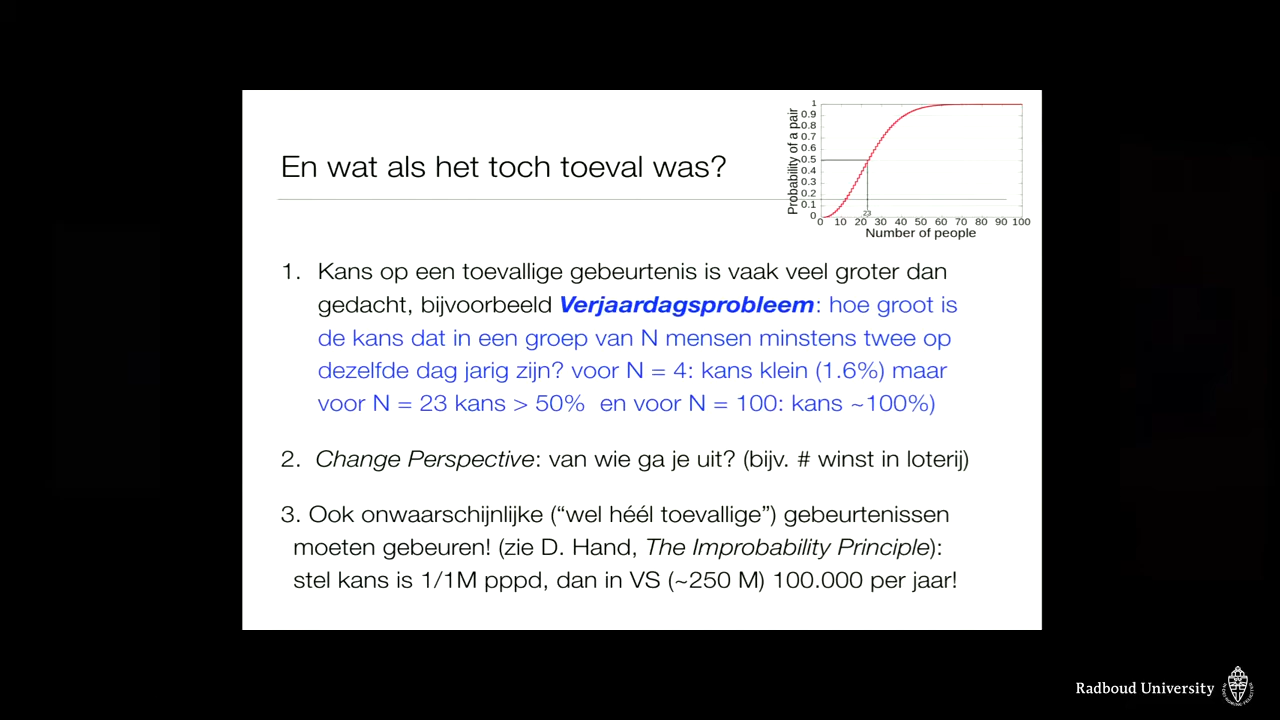 En wat als het toch toeval was?
Probability of a pair
1
0.9
0.8
0.7
0.6
0.5
0.4
0.3
0.2
0.1
0
23
0 10 20 30 40 50 60 70 80 90 100
Number of people
1. Kans op een toevallige gebeurtenis is vaak veel groter dan
gedacht, bijvoorbeeld Verjaardagsprobleem: hoe groot is
de kans dat in een groep van N mensen minstens twee op
dezelfde dag jarig zijn? voor N = 4: kans klein (1.6%) maar
voor N = 23 kans > 50% en voor N = 100: kans ~100%)
2. Change Perspective: van wie ga je uit? (bijv. # winst in loterij)
3. Ook onwaarschijnlijke (“wel héél toevallige”) gebeurtenissen
moeten gebeuren! (zie D. Hand, The Improbability Principle):
stel kans is 1/1M pppd, dan in VS (~250 M) 100.000 per jaar!
Radboud University